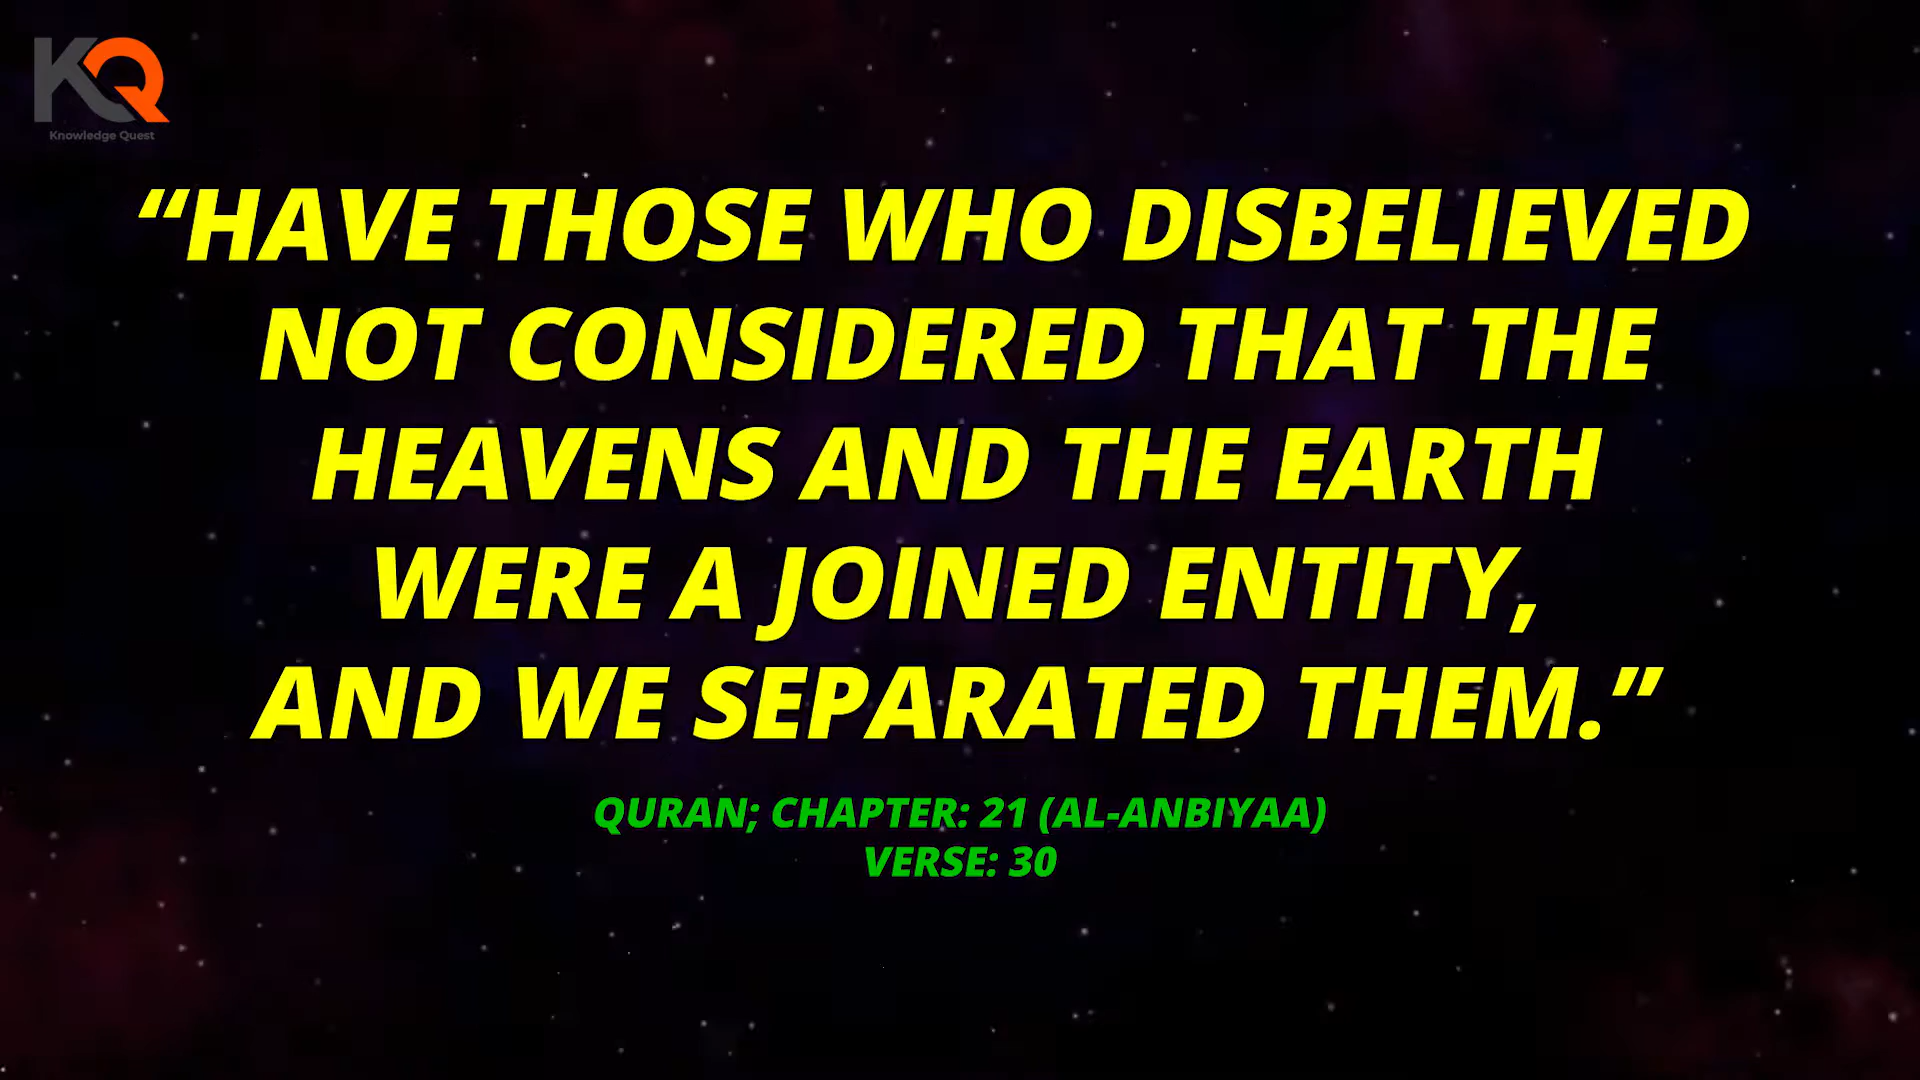 KQ
Knowledge Quest
“HAVE THOSE WHO DISBELIEVED
NOT CONSIDERED THAT THE
HEAVENS AND THE EARTH
WERE A JOINED ENTITY,
AND WE SEPARATED THEM.”
QURAN; CHAPTER: 21 (AL-ANBIYAA)
VERSE: 30